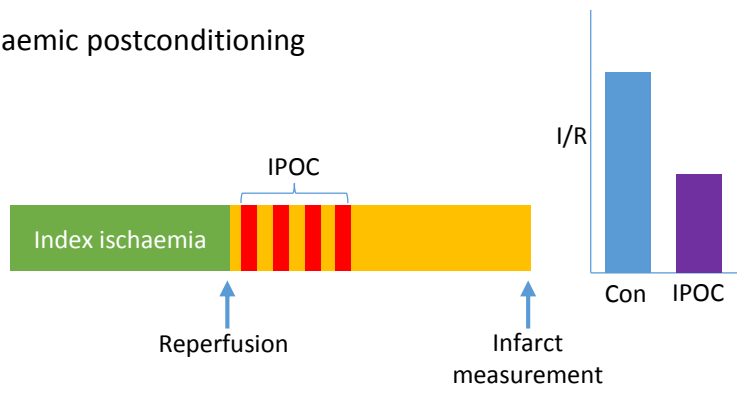 aemic postconditioning
I/R
IPOC
Index ischaemia
Con IPOC
Reperfusion
Infarct
measurement